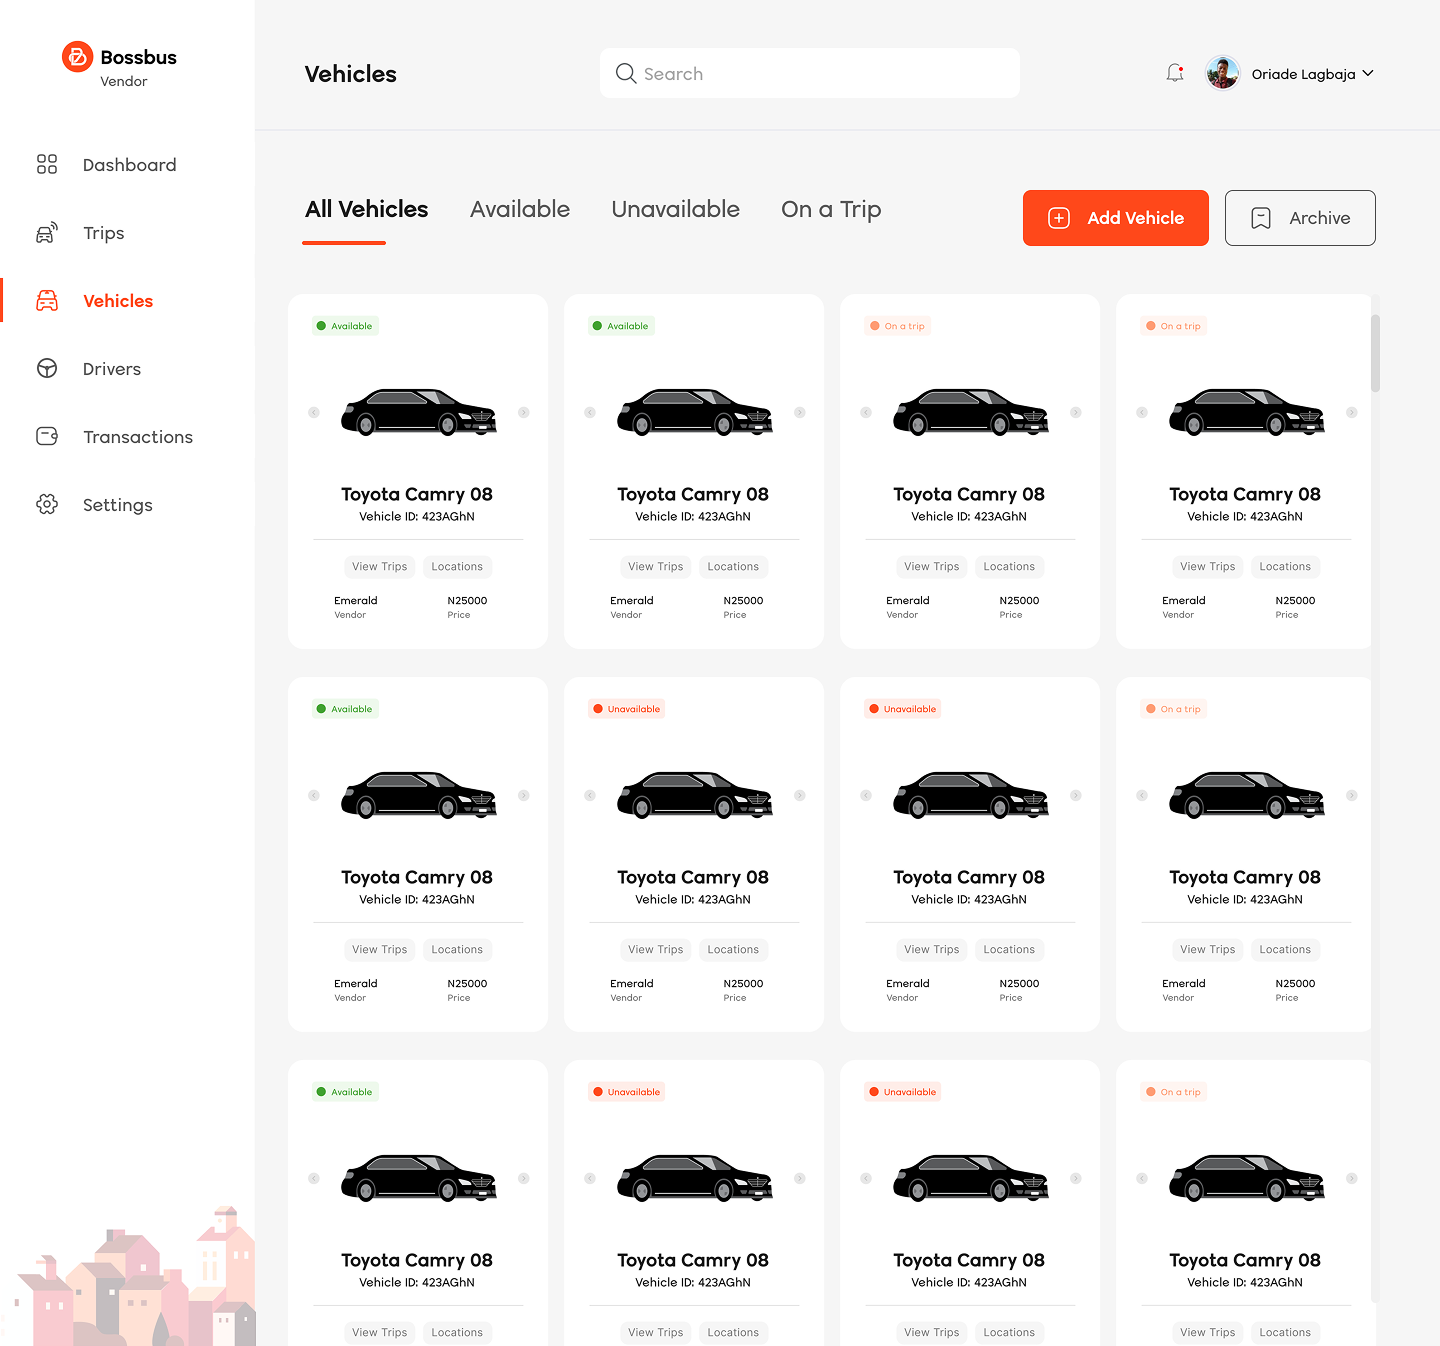 Bossbus
Vendor
Dashboard
Trips
Vehicles
Drivers
Transactions
Settings
Vehicles
Search
Oriade Lagbaja
All Vehicles Available Unavailable On a Trip
Add Vehicle
Archive
Available Available On a trip On a trip
Toyota Camry 08 Toyota Camry 08 Toyota Camry 08 Toyota Camry 08
Vehicle ID: 423AGhN Vehicle ID: 423AGhN Vehicle ID: 423AGhN Vehicle ID: 423AGhN
View Trips Locations View Trips Locations View Trips Locations View Trips Locations
Emerald N25000 Emerald N25000 Emerald N25000 Emerald N25000
Vendor Price Vendor Price Vendor Price Vendor Price
Available Unavailable Unavailable On a trip
Toyota Camry 08 Toyota Camry 08 Toyota Camry 08 Toyota Camry 08
Vehicle ID: 423AGhN Vehicle ID: 423AGhN Vehicle ID: 423AGhN Vehicle ID: 423AGhN
View Trips Locations View Trips Locations View Trips Locations View Trips Locations
Emerald N25000 Emerald N25000 Emerald N25000 Emerald N25000
Vendor Price Vendor Price Vendor Price Vendor Price
Available Unavailable Unavailable On a trip
Toyota Camry 08 Toyota Camry 08 Toyota Camry 08 Toyota Camry 08
Vehicle ID: 423AGhN Vehicle ID: 423AGhN Vehicle ID: 423AGhN Vehicle ID: 423AGhN
View Trips Locations View Trips Locations View Trips Locations View Trips Locations